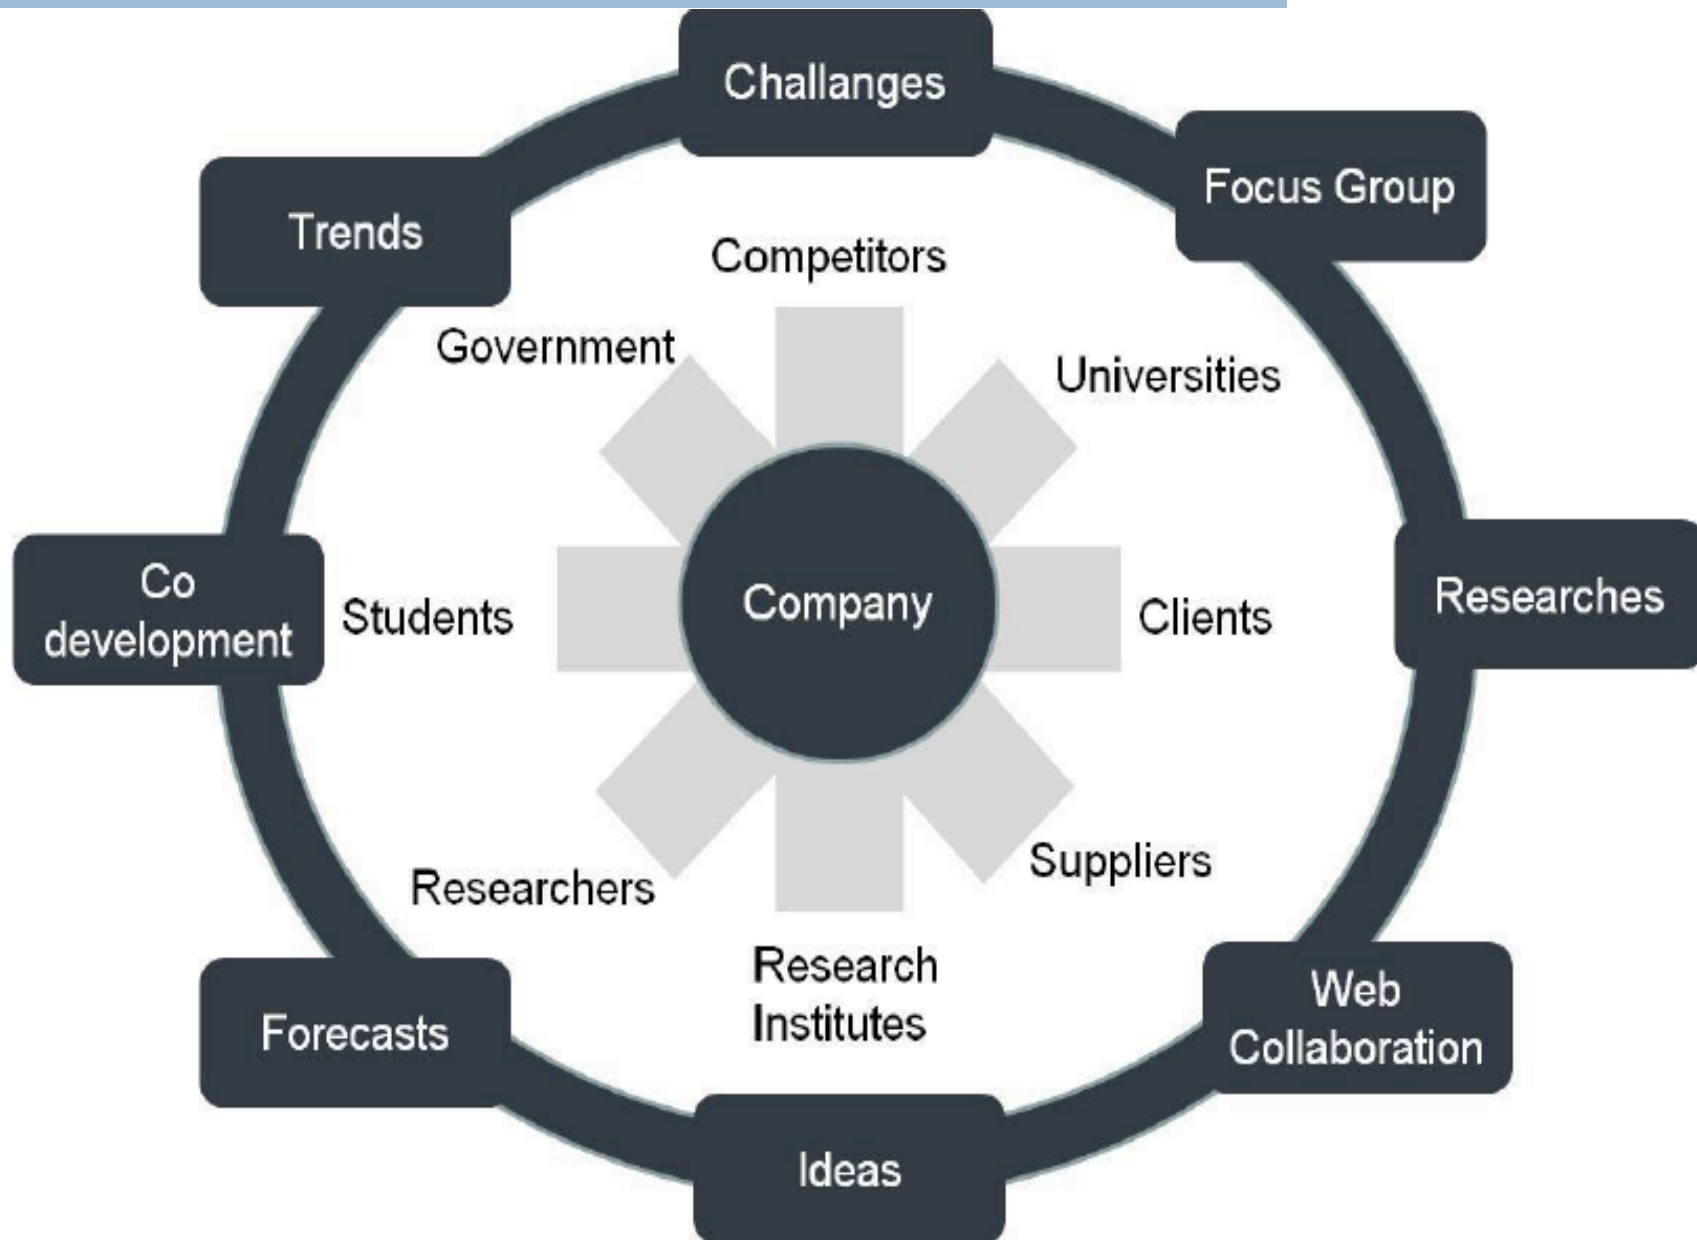 Challanges
Focus Group
Trends
Competitors
Government
Universities
Co
development
Students
Company
Clients
Researches
Researchers
Suppliers
Research
Institutes
Web
Collaboration
Forecasts
Ideas